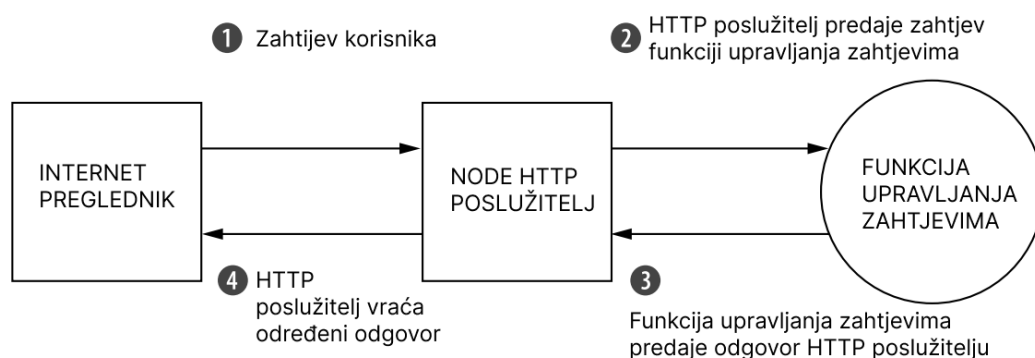 1 Zahtijev korisnika
2 HTTP poslužitelj predaje zahtjev
funkciji upravljanja zahtjevima
INTERNET
PREGLEDNIK
NODE HTTP
POSLUŽITELJ
FUNKCIJA
UPRAVLJANJA
ZAHTJEVIMA
4 HTTP
poslužitelj vraća
određeni odgovor
3
Funkcija upravljanja zahtjevima
predaje odgovor HTTP poslužitelju